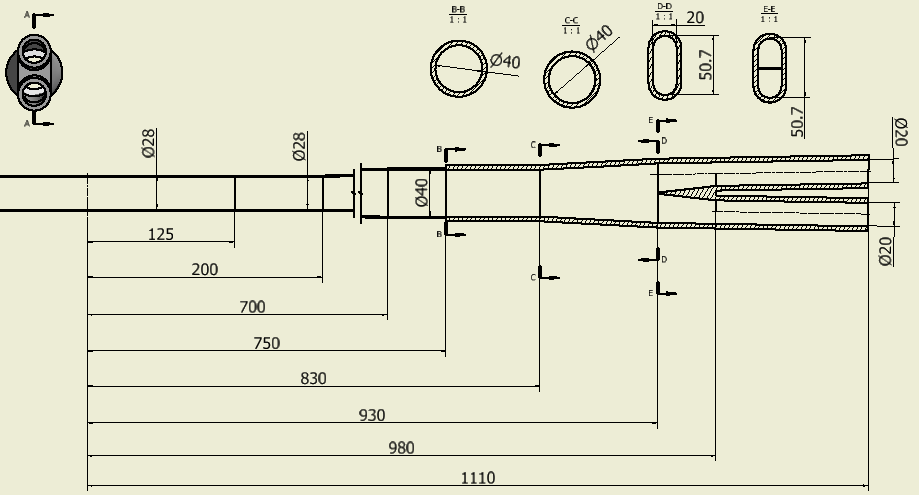 A
A
B-B
1 : 1
Ø40
C-C
1 : 1
Ø40
D-D
1 : 1
20
50.7
E-E
1 : 1
50.7
Ø28
Ø28
Ø40
B
B
C
C
E
D
D
E
Ø20
Ø20
125
200
700
750
830
930
980
1110